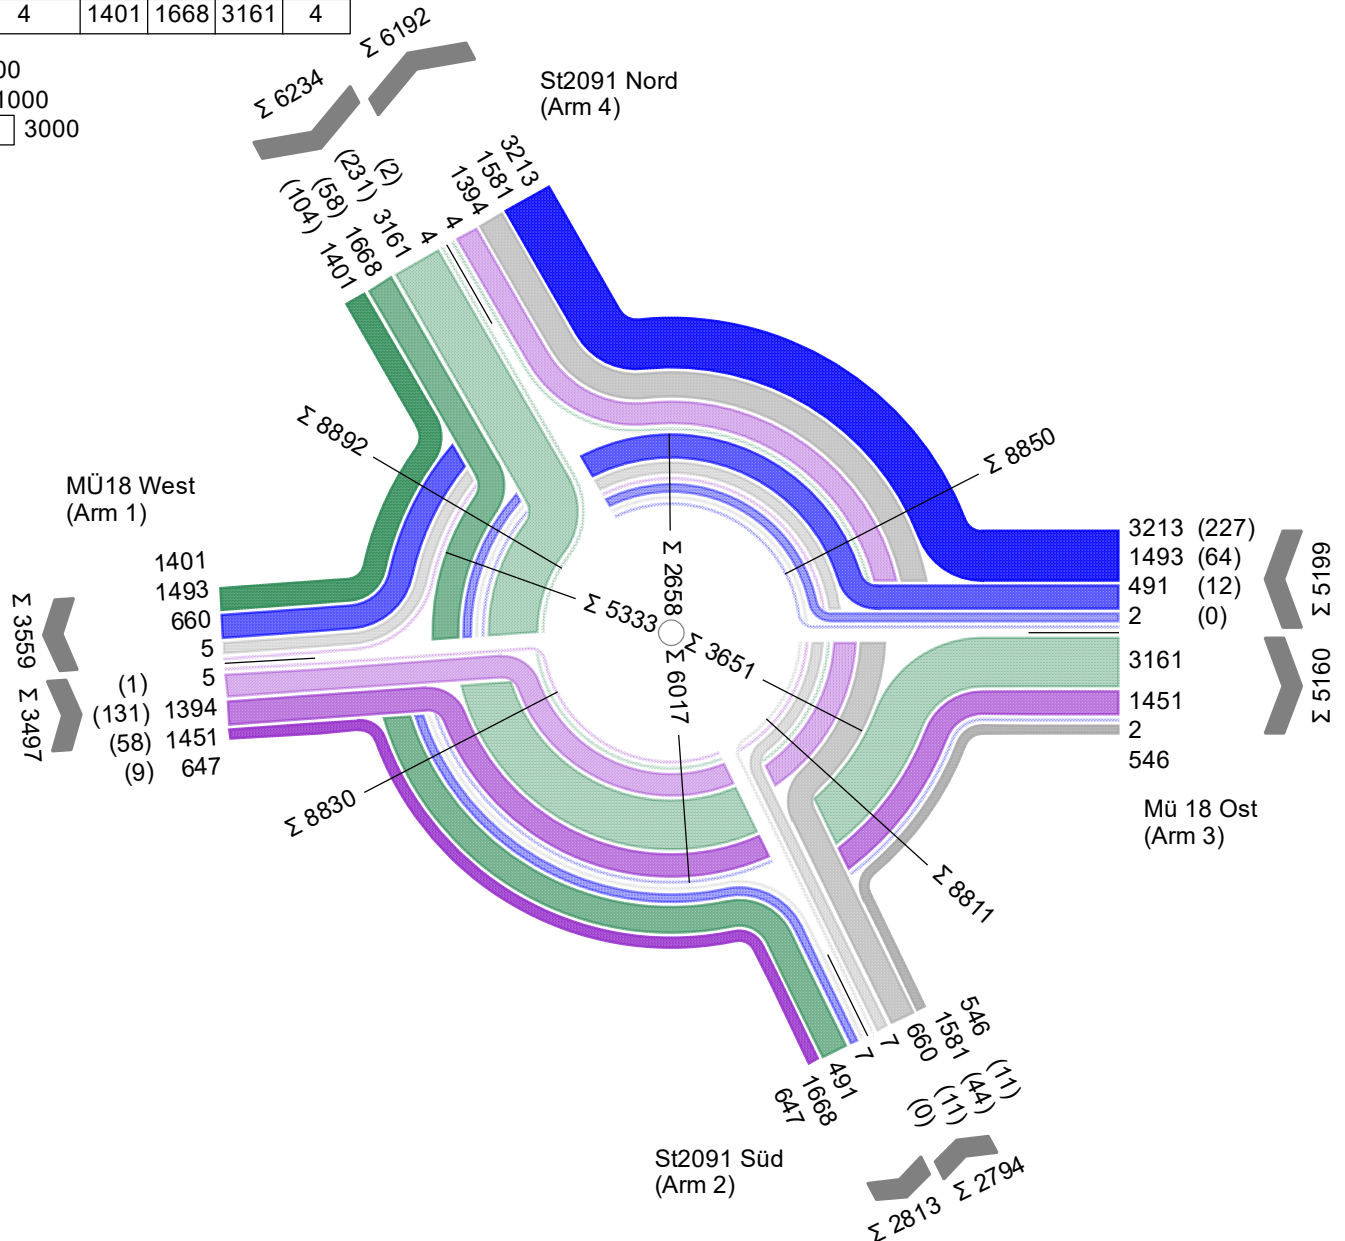 4 1401 1668 3161 4
00
1000
3000
Σ 6192
Σ 6234
St2091 Nord
(Arm 4)
(104) (58) (231) (2)
1401 1668 3161 4
4 1394 1581 3213
Σ 8892
Σ 8850
MÜ18 West
(Arm 1)
1401
1493
660
5
5
(1)
(131) 1394
(58) 1451
(9) 647
Σ 3559
Σ 3497
Σ 2658
Σ 5333
Σ 3651
Σ 6017
3213 (227)
1493 (64)
491 (12)
2 (0)
3161
1451
2
546
Σ 5199
Σ 5160
Mü 18 Ost
(Arm 3)
Σ 8830
Σ 8811
647 1668 491 7
7 660 1581 546
(0) (11) (44) (11)
St2091 Süd
(Arm 2)
Σ 2813
Σ 2794